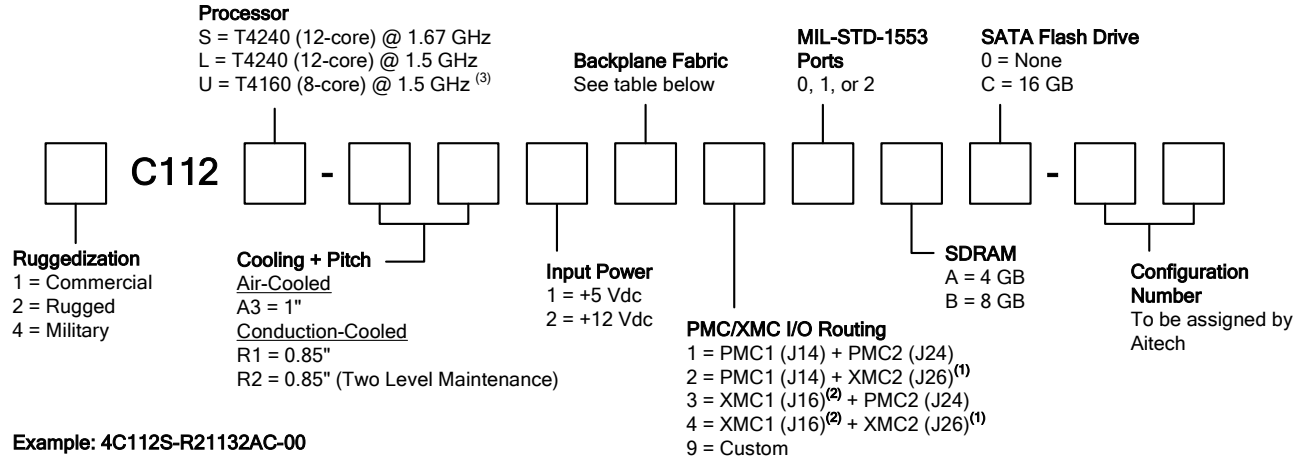 Processor
S = T4240 (12-core) @ 1.67 GHz
L = T4240 (12-core) @ 1.5 GHz
U = T4160 (8-core) @ 1.5 GHz (3)
Backplane Fabric
See table below
MIL-STD-1553
Ports
0, 1, or 2
SATA Flash Drive
0 = None
C = 16 GB
C112 - -
Ruggedization
1 = Commercial
2 = Rugged
4 = Military
Cooling + Pitch
Air-Cooled
A3 = 1"
Conduction-Cooled
R1 = 0.85"
R2 = 0.85" (Two Level Maintenance)
Input Power
1 = +5 Vdc
2 = +12 Vdc
PMC/XMC I/O Routing
1 = PMC1 (J14) + PMC2 (J24)
2 = PMC1 (J14) + XMC2 (J26)(1)
3 = XMC1 (J16)(2) + PMC2 (J24)
4 = XMC1 (J16)(2) + XMC2 (J26)(1)
9 = Custom
SDRAM
A = 4 GB
B = 8 GB
Configuration
Number
To be assigned by
Aitech
Example: 4C112S-R21132AC-00